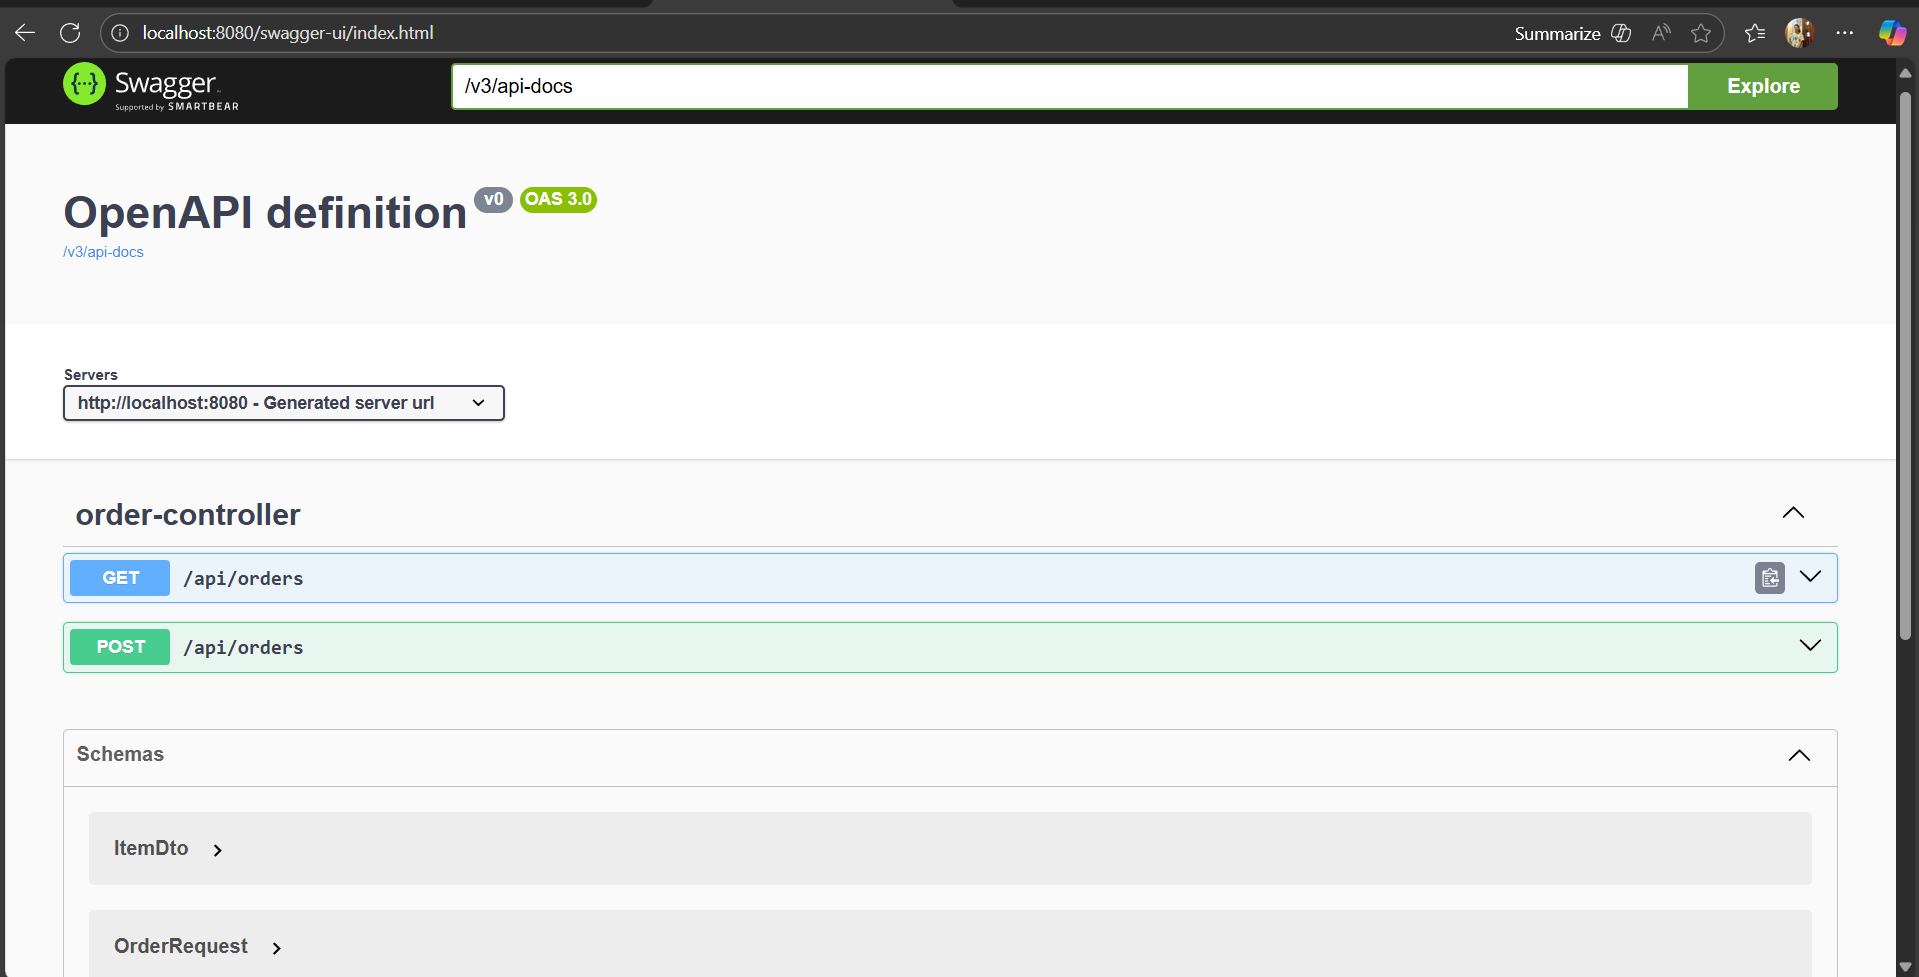 localhost:8080/swagger-ui/index.html
Summarize
Swagger
Supported by SMARTBEAR
/v3/api-docs
Explore
OpenAPI definition v0 OAS 3.0
/v3/api-docs
Servers
http://localhost:8080 - Generated server url
order-controller
GET /api/orders
POST /api/orders
Schemas
ItemDto
OrderRequest